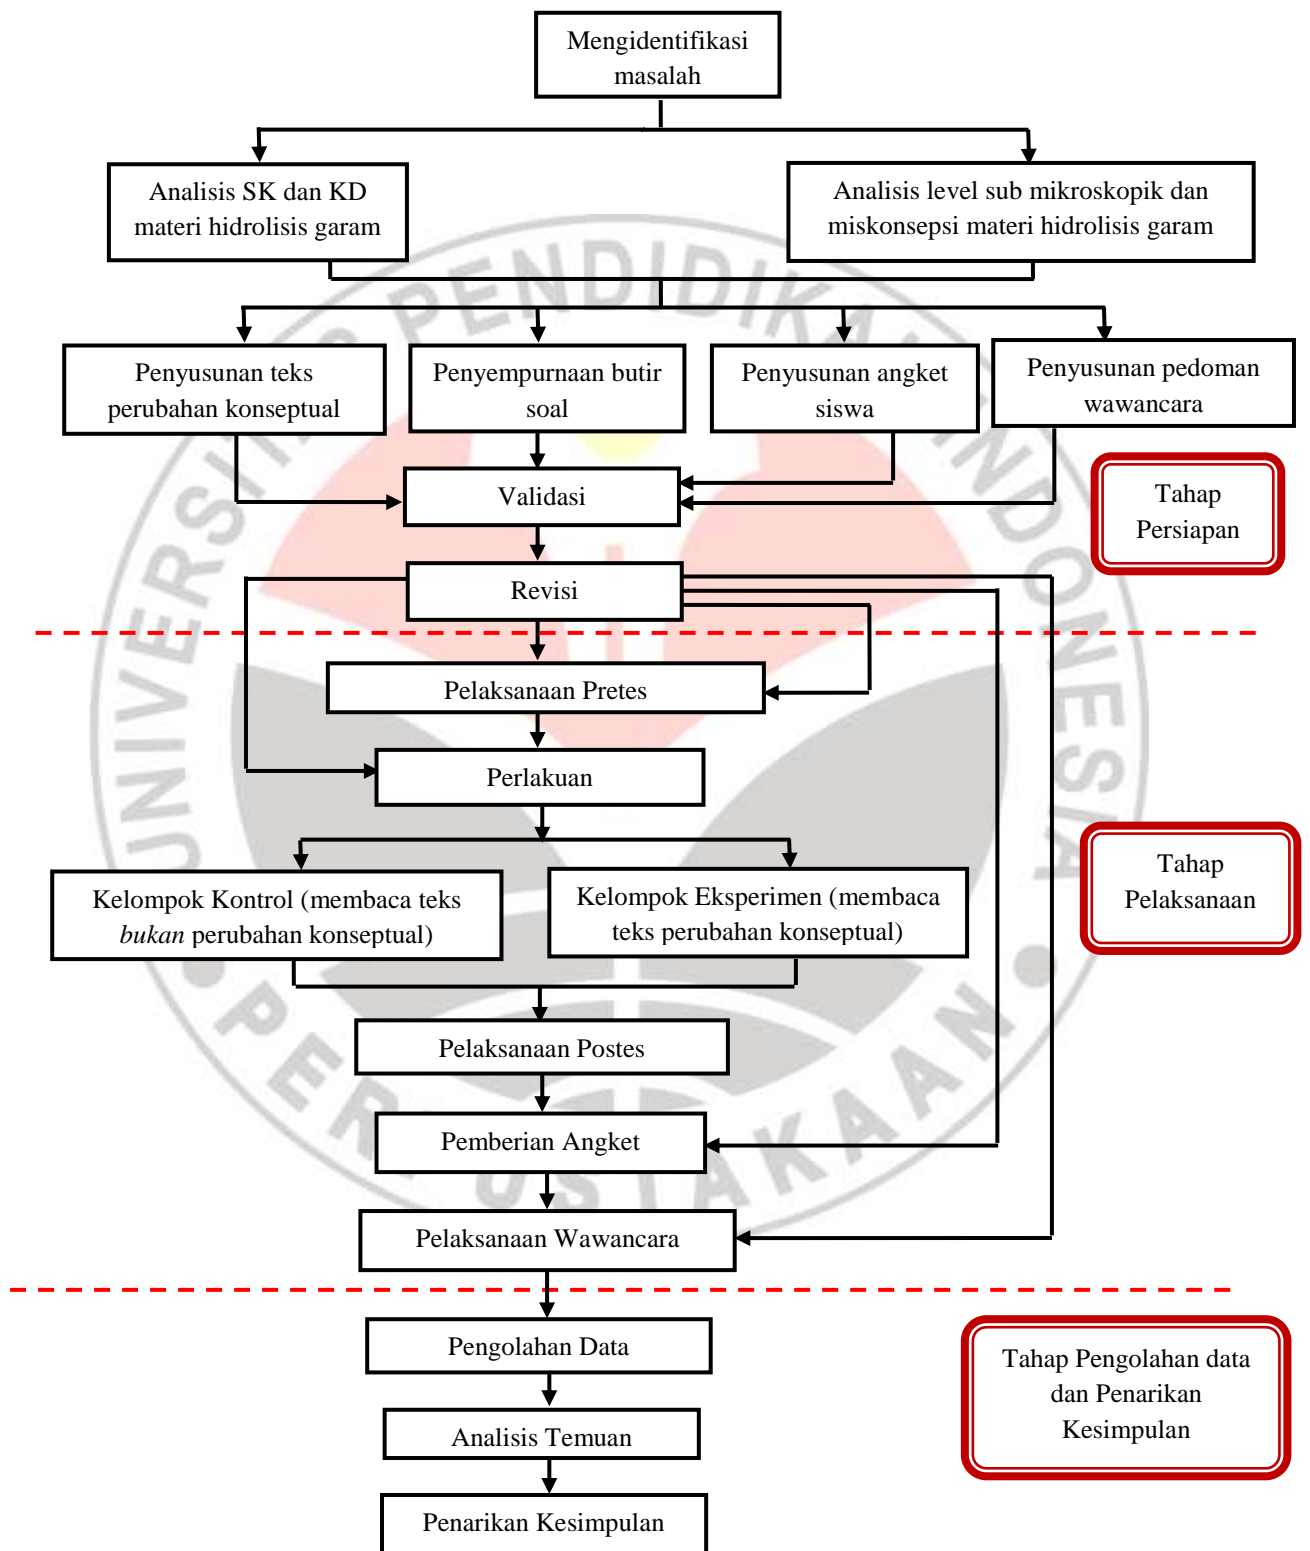 Mengidentifikasi
masalah
Analisis SK dan KD
materi hidrolisis garam
Analisis level sub mikroskopik dan
miskonsepsi materi hidrolisis garam
Penyusunan teks
perubahan konseptual
Penyempurnaan butir
soal
Penyusunan angket
siswa
Penyusunan pedoman
wawancara
Validasi
Tahap
Persiapan
Revisi
Pelaksanaan Pretes
Perlakuan
Tahap
Pelaksanaan
Kelompok Kontrol (membaca teks
bukan perubahan konseptual)
Kelompok Eksperimen (membaca
teks perubahan konseptual)
Pelaksanaan Postes
Pemberian Angket
Pelaksanaan Wawancara
Pengolahan Data
Tahap Pengolahan data
dan Penarikan
Kesimpulan
Analisis Temuan
Penarikan Kesimpulan
PENDIDIKAN INDONESIA